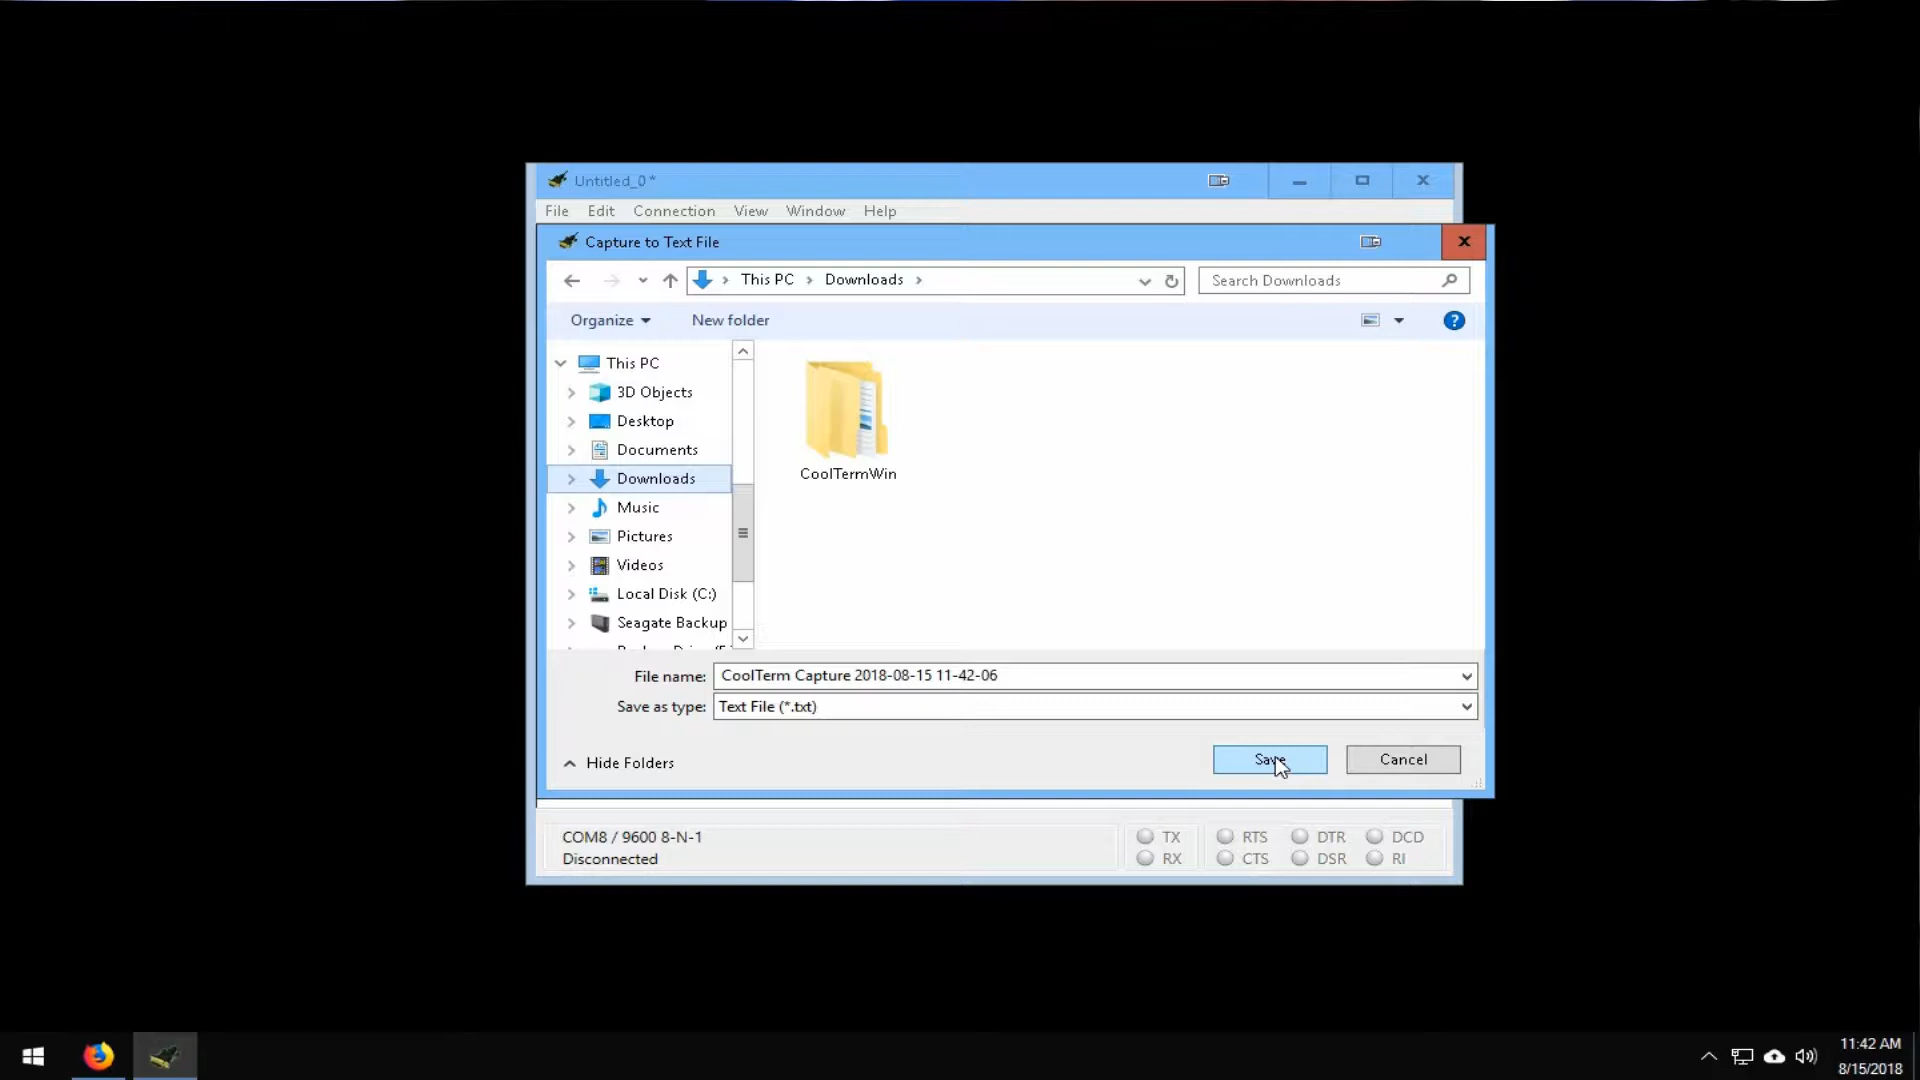 Untitled_0 *
File Edit Connection View Window Help
Capture to Text File
This PC Downloads
Search Downloads
Organize New folder
This PC
3D Objects
Desktop
Documents
Downloads
Music
Pictures
Videos
Local Disk (C:)
Seagate Backup
CoolTermWin
File name: CoolTerm Capture 2018-08-15 11-42-06
Save as type: Text File (*.txt)
Hide Folders
Save
Cancel
COM8 / 9600 8-N-1
Disconnected
TX RTS DTR DCD
RX CTS DSR RI
11:42 AM
8/15/2018